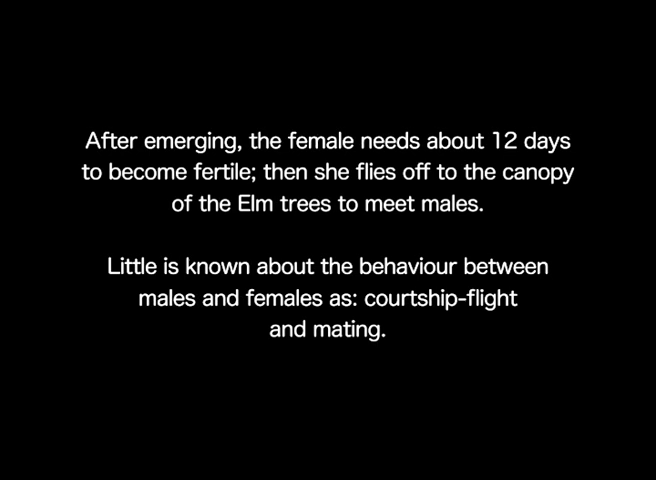 After emerging, the female needs about 12 days
to become fertile; then she flies off to the canopy
of the Elm trees to meet males.
Little is known about the behaviour between
males and females as: courtship-flight
and mating.